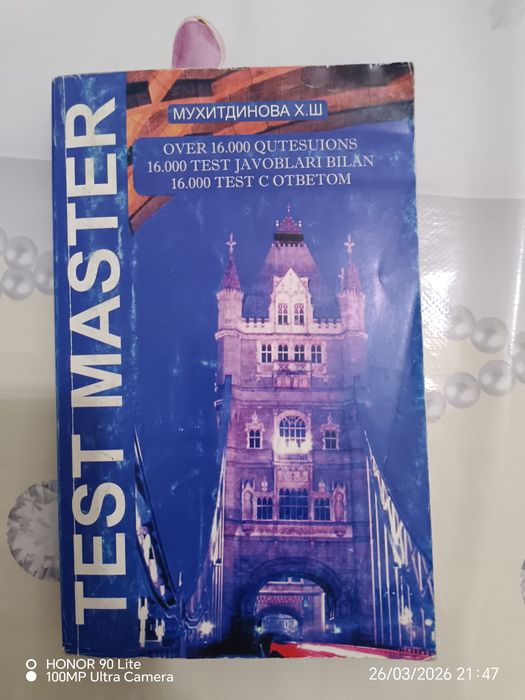 TEST MASTER
МУХИТДИНОВА Х.Ш
OVER 16.000 QUTESUIONS
16.000 TEST JAVOBLARI BILAN
16.000 TEST С ОТВЕТОМ
HONOR 90 Lite
100MP Ultra Camera
26/03/2026 21:47